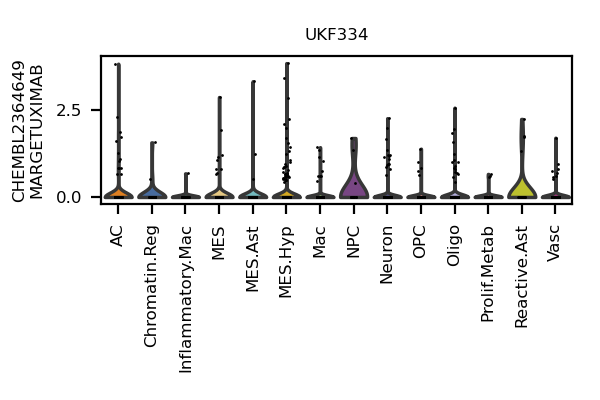 UKF334
CHEMBL2364649
MARGETUXIMAB
2.5
0.0
AC
Chromatin.Reg
Inflammatory.Mac
MES
MES.Ast
MES.Hyp
Mac
NPC
Neuron
OPC
Oligo
Prolif.Metab
Reactive.Ast
Vasc